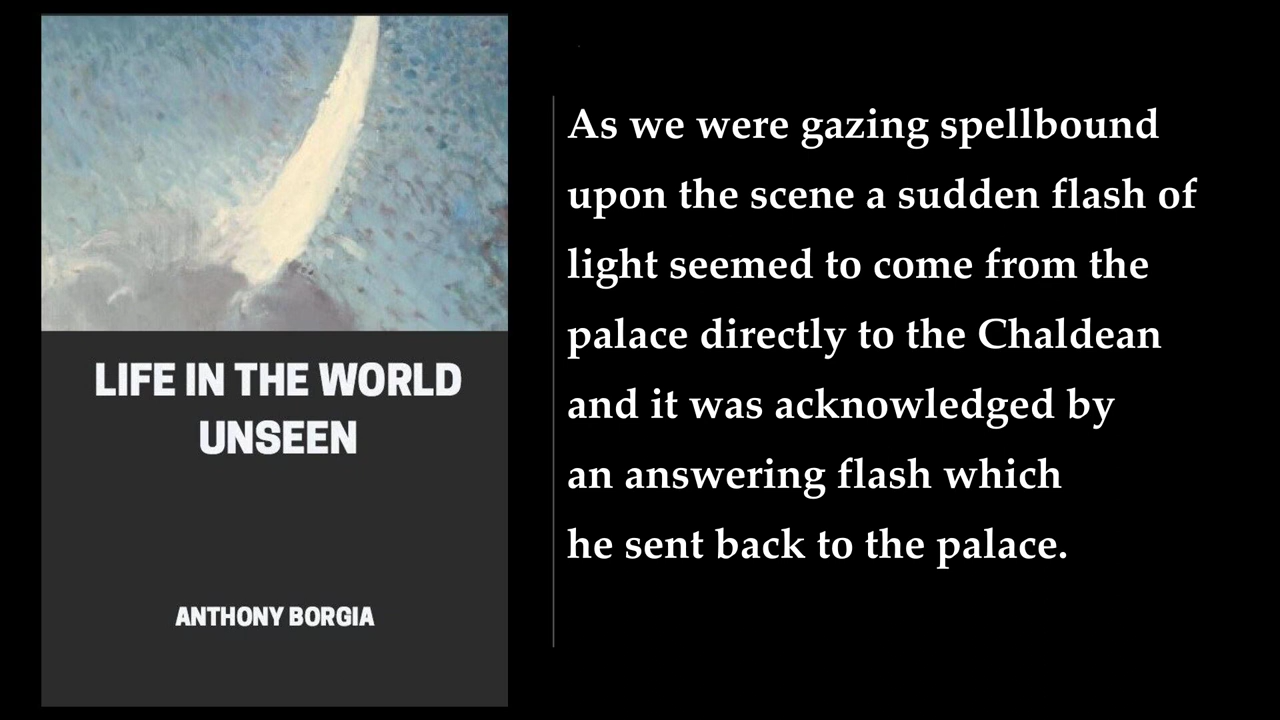 LIFE IN THE WORLD
UNSEEN
ANTHONY BORGIA
As we were gazing spellbound
upon the scene a sudden flash of
light seemed to come from the
palace directly to the Chaldean
and it was acknowledged by
an answering flash which
he sent back to the palace.